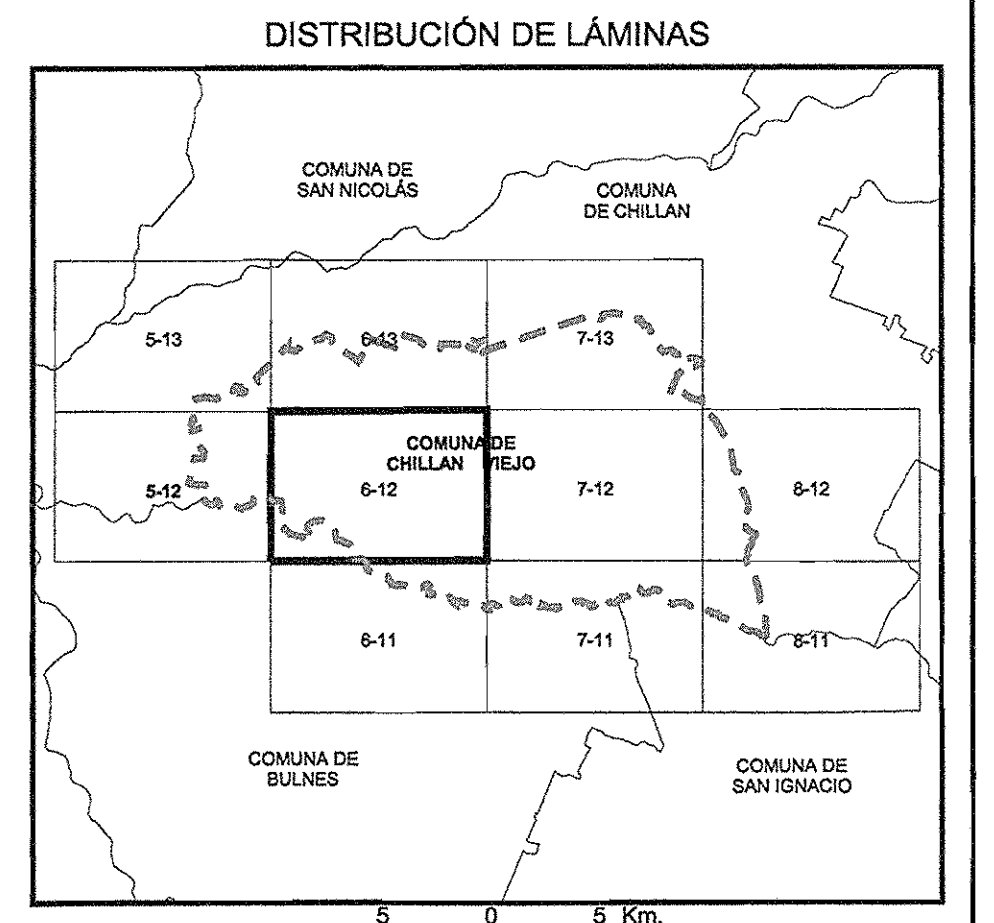 DISTRIBUCIÓN DE LÁMINAS
COMUNA DE
SAN NICOLÁS
COMUNA
DE CHILLAN
5-13
6-13
7-13
COMUNA DE
CHILLAN VIEJO
5-12
6-12
7-12
8-12
6-11
7-11
8-11
COMUNA DE
BULNES
COMUNA DE
SAN IGNACIO
5 0 5 Km.